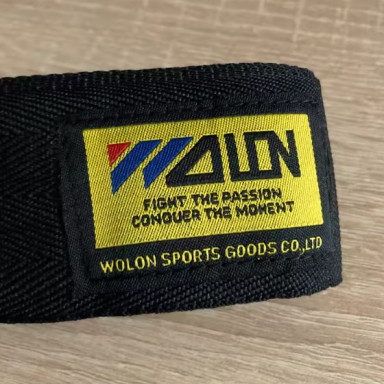 WOLON
FIGHT THE PASSION
CONQUER THE MOMENT
WOLON SPORTS GOODS CO.,LTD